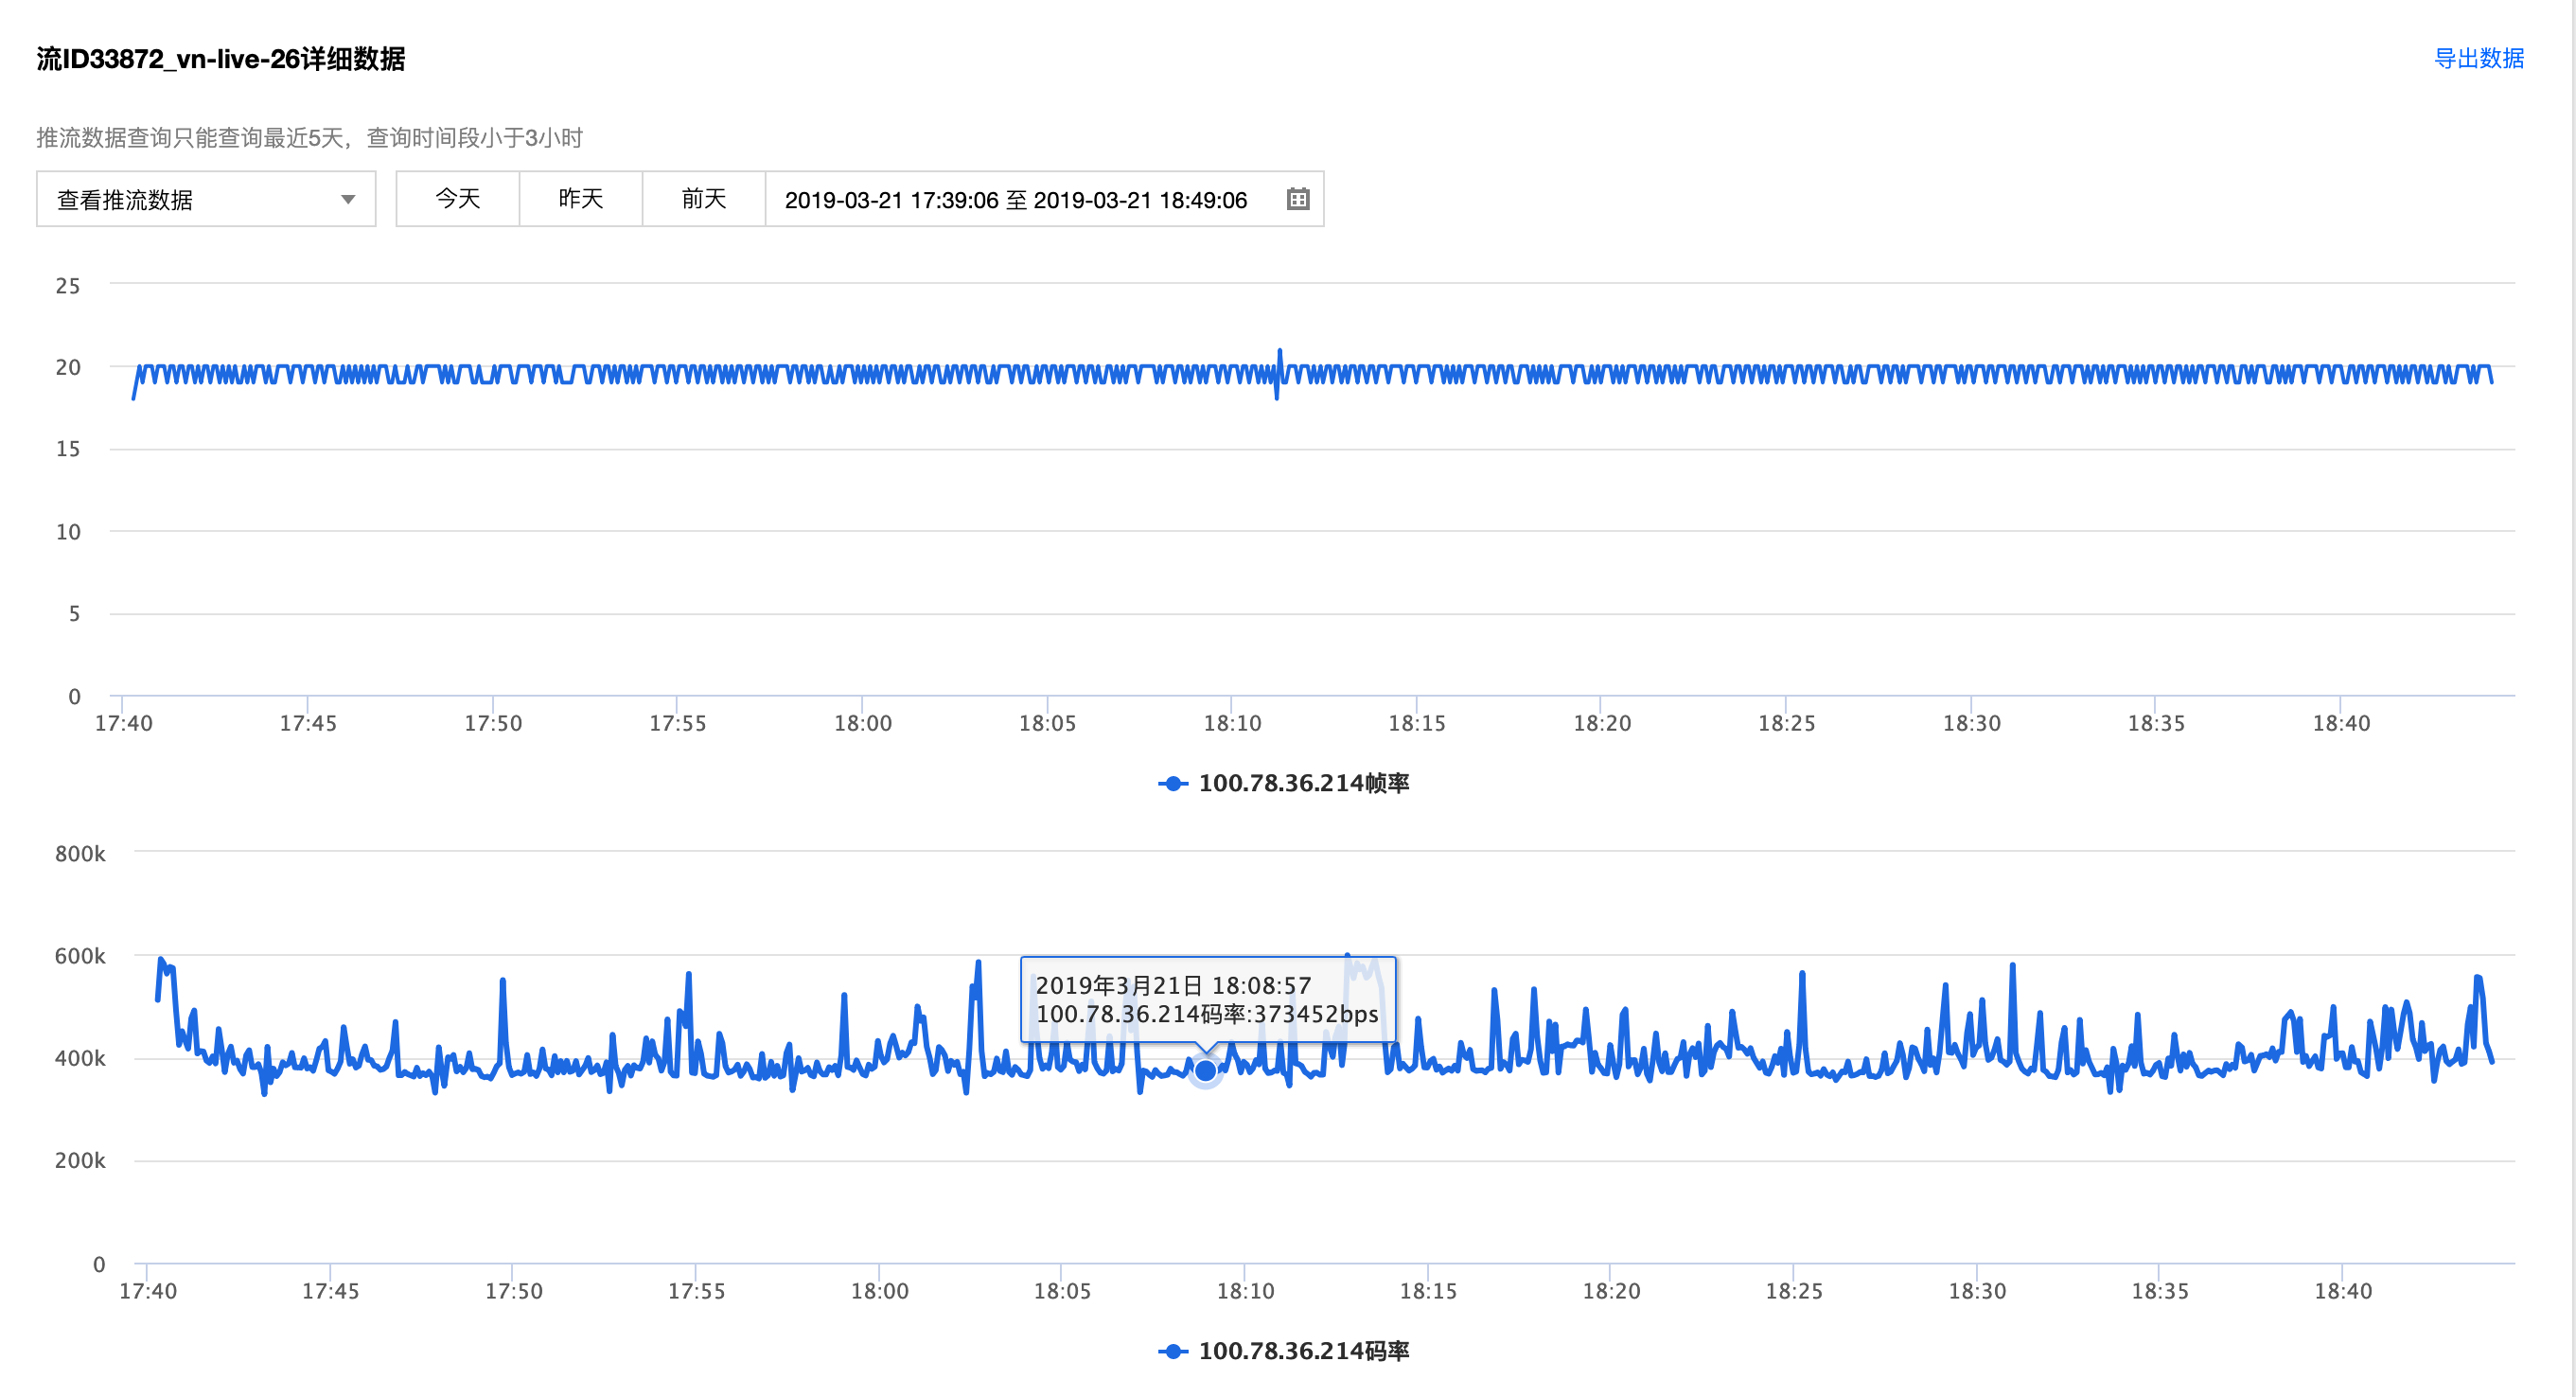 流ID33872_vn-live-26详细数据
导出数据
推流数据查询只能查询最近5天，查询时间段小于3小时
查看推流数据 今天 昨天 前天 2019-03-21 17:39:06 至 2019-03-21 18:49:06
25
20
15
10
5
0
17:40 17:45 17:50 17:55 18:00 18:05 18:10 18:15 18:20 18:25 18:30 18:35 18:40
100.78.36.214帧率
800k
600k
2019年3月21日 18:08:57
100.78.36.214码率:373452bps
400k
200k
0
17:40 17:45 17:50 17:55 18:00 18:05 18:10 18:15 18:20 18:25 18:30 18:35 18:40
100.78.36.214码率